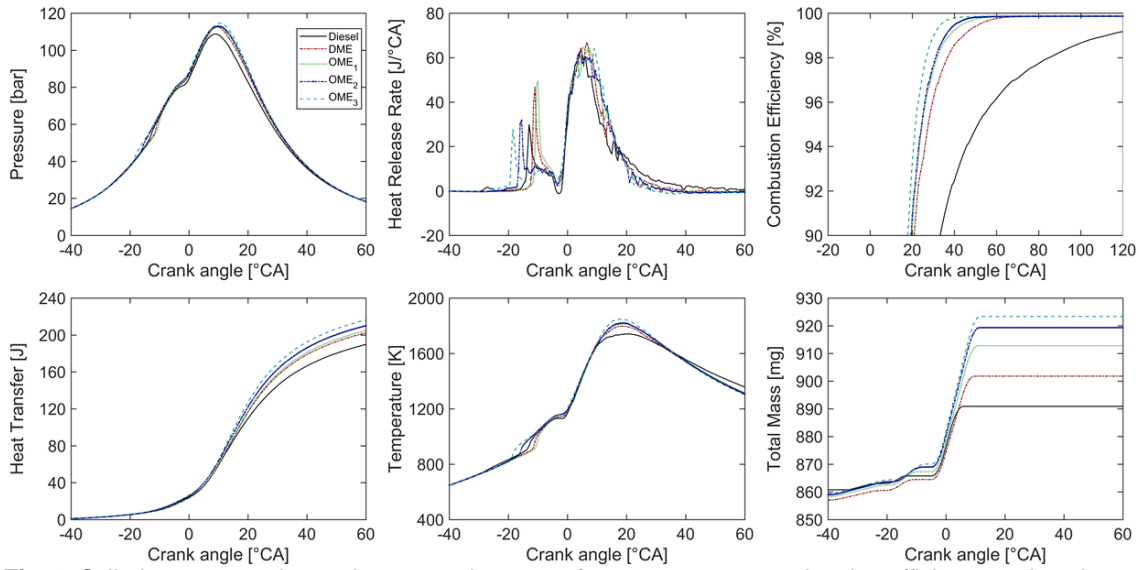 120
100
80
60
40
20
0
Pressure [bar]
-40 -20 0 20 40 60
Crank angle [°CA]
Diesel
DME
OME1
OME2
OME3
80
60
40
20
0
-20
Heat Release Rate [J/°CA]
-40 -20 0 20 40 60
Crank angle [°CA]
100
98
96
94
92
90
Combustion Efficiency [%]
-20 0 20 40 60 80 100 120
Crank angle [°CA]
240
200
160
120
80
40
0
Heat Transfer [J]
-40 -20 0 20 40 60
Crank angle [°CA]
2000
1600
1200
800
400
Temperature [K]
-40 -20 0 20 40 60
Crank angle [°CA]
930
920
910
900
890
880
870
860
850
Total Mass [mg]
-40 -20 0 20 40 60
Crank angle [°CA]